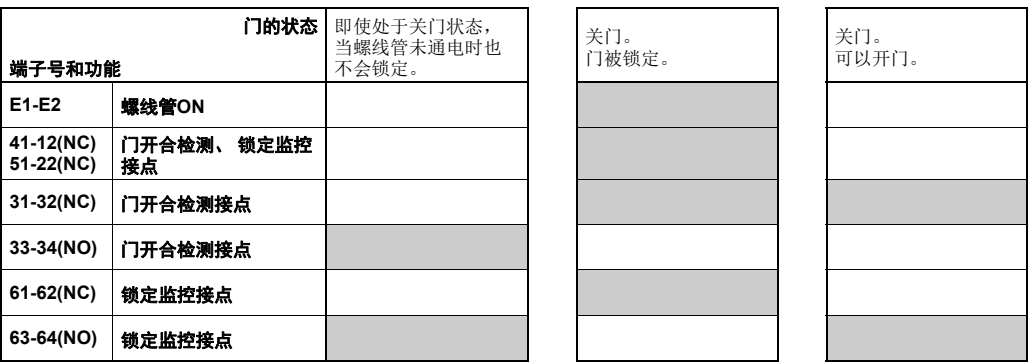 门的状态
端子号和功能
即使处于关门状态，
当螺线管未通电时也
不会锁定。
关门。
门被锁定。
关门。
可以开门。
E1-E2 螺线管ON
41-12(NC)
51-22(NC)
门开合检测、 锁定监控
接点
31-32(NC) 门开合检测接点
33-34(NO) 门开合检测接点
61-62(NC) 锁定监控接点
63-64(NO) 锁定监控接点